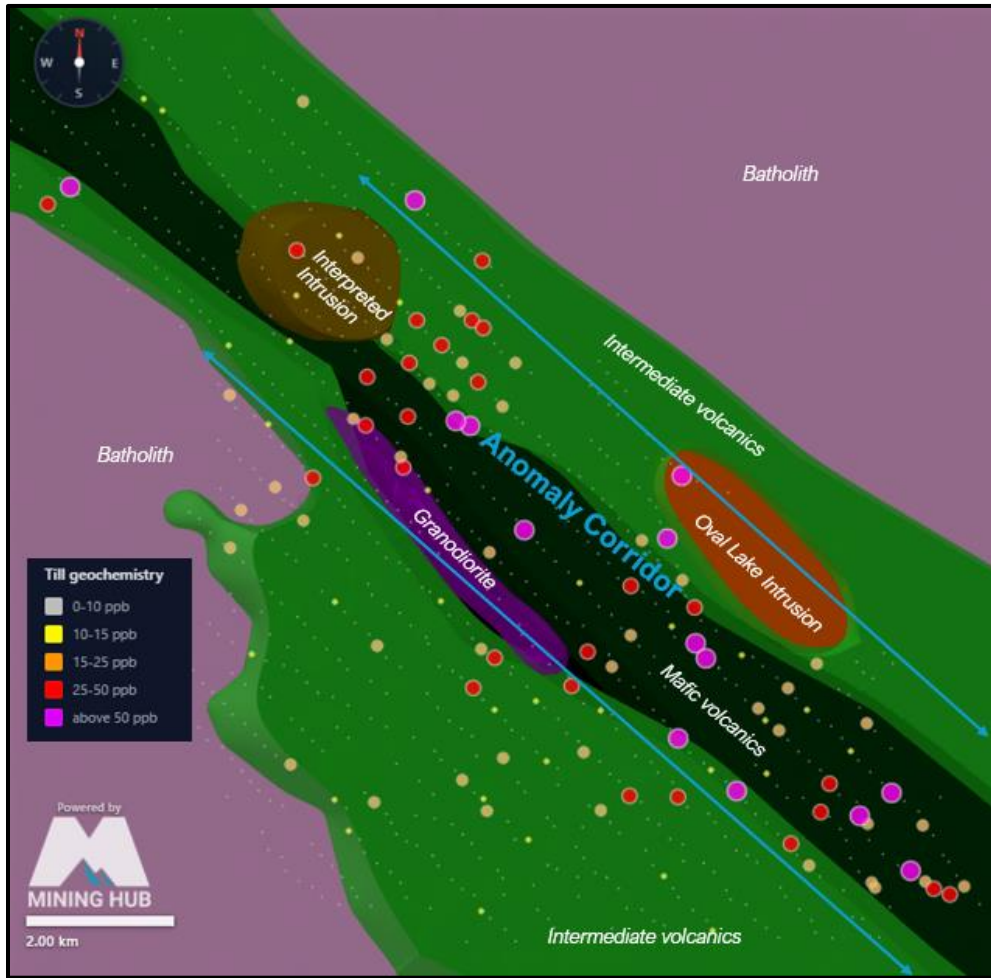 N
W
E
S
Batholith
Interpreted
Intrusion
Intermediate volcanics
Batholith
Anomaly Corridor
Granodiorite
Oval Lake Intrusion
Mafic volcanics
Till geochemistry
0-10 ppb
10-15 ppb
15-25 ppb
25-50 ppb
above 50 ppb
Powered by
MINING HUB
2.00 km
Intermediate volcanics